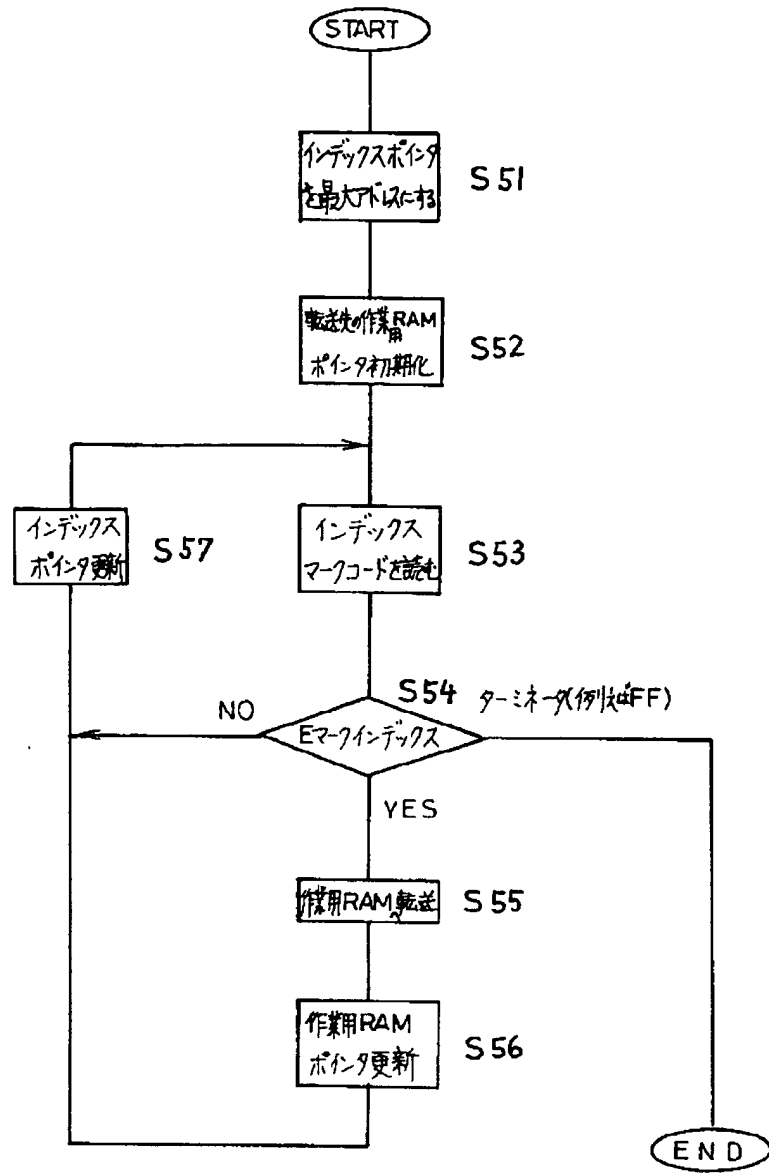 START
インデックスポインタ
を最大アドレスにする
S51
転送先の作業用RAM
ポインタ初期化
S52
インデックス
ポインタ更新
S57
インデックス
マークコードを読む
S53
S54
ターミネータ(例えばFF)
NO
Eマークインデックス
YES
作業用RAMへ転送
S55
作業用RAM
ポインタ更新
S56
END